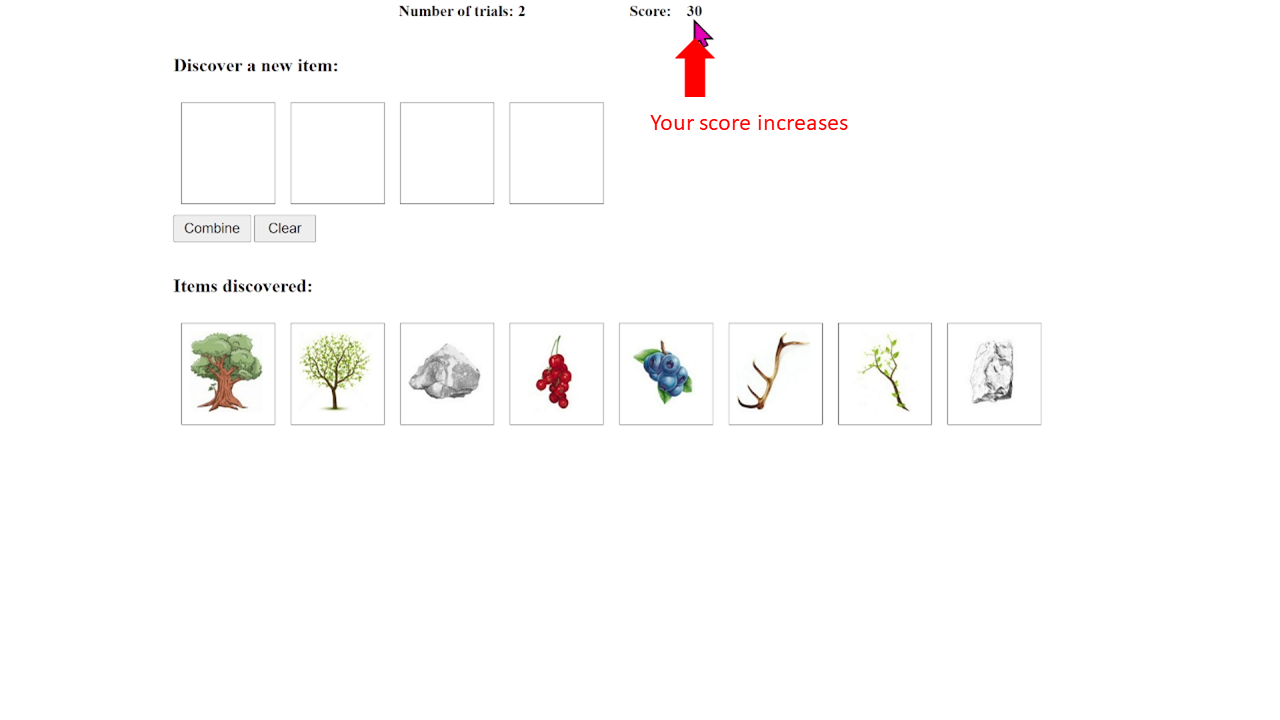 Number of trials: 2 Score: 30
Discover a new item:
Your score increases
Combine Clear
Items discovered: